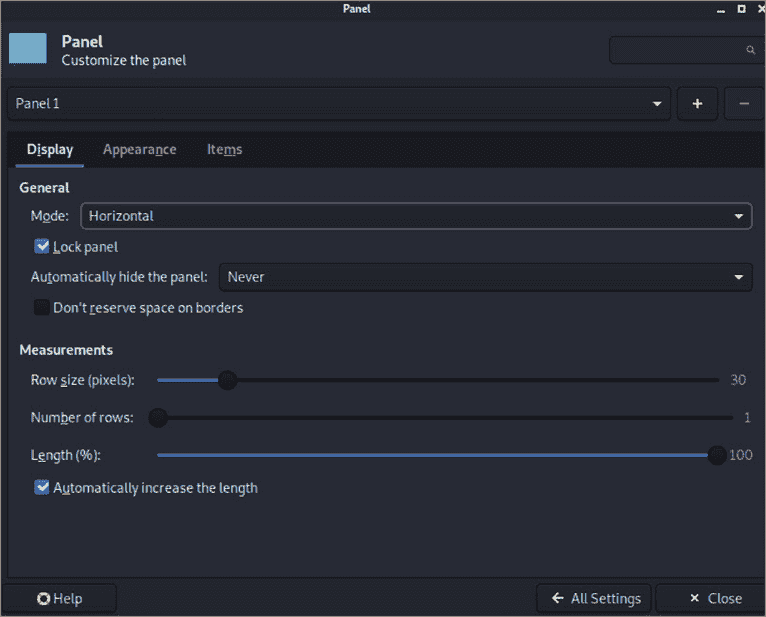 Panel
Panel
Customize the panel
Panel 1
Display Appearance Items
General
Mode: Horizontal
Lock panel
Automatically hide the panel: Never
Don't reserve space on borders
Measurements
Row size (pixels): 30
Number of rows: 1
Length (%): 100
Automatically increase the length
Help All Settings Close